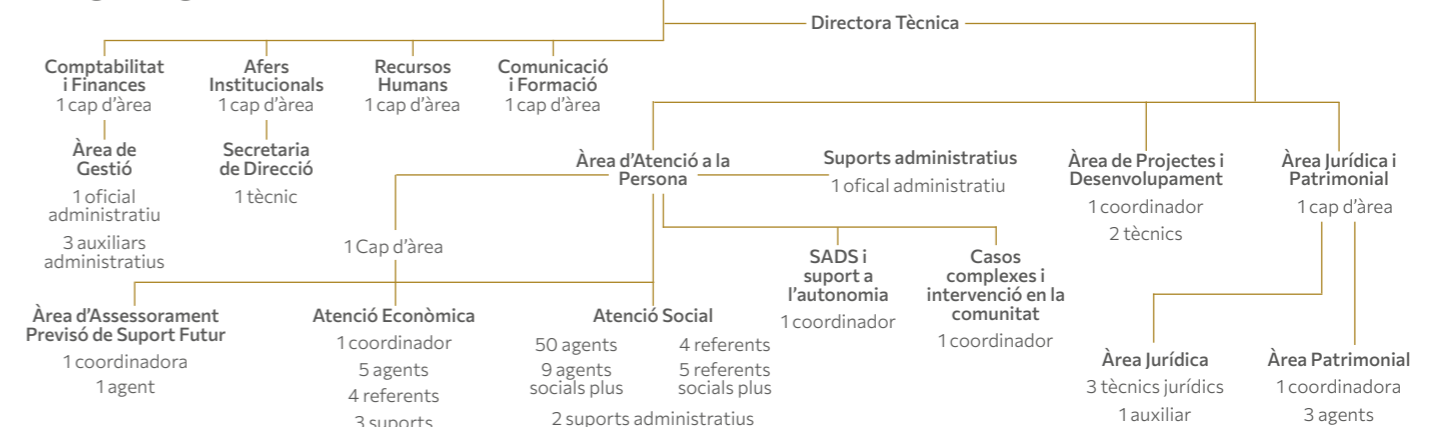 Directora Tècnica
Comptabilitat
i Finances
1 cap d'àrea
Afers
Institucionals
1 cap d'àrea
Recursos
Humans
1 cap d'àrea
Comunicació
i Formació
1 cap d'àrea
Àrea de
Gestió
1 oficial
administratiu
3 auxiliars
administratius
Secretaria
de Direcció
1 tècnic
Àrea d'Atenció a la
Persona
Suports administratius
1 ofical administratiu
Àrea de Projectes i
Desenvolupament
1 coordinador
2 tècnics
Àrea Jurídica i
Patrimonial
1 cap d'àrea
1 Cap d'àrea
SADS i
suport a
l'autonomia
1 coordinador
Casos
complexes i
intervenció en la
comunitat
1 coordinador
Àrea d'Assessorament
Previsó de Suport Futur
1 coordinadora
1 agent
Atenció Econòmica
1 coordinador
5 agents
4 referents
3 suports
Atenció Social
50 agents
9 agents
socials plus
4 referents
5 referents
socials plus
2 suports administratius
Àrea Jurídica
3 tècnics jurídics
1 auxiliar
Àrea Patrimonial
1 coordinadora
3 agents